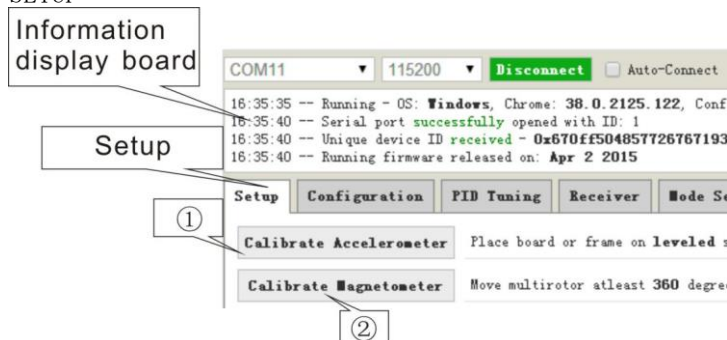 Information
display board
COM11 115200 Disconnect Auto-Connect
16:35:35 -- Running - OS: Windows, Chrome: 38.0.2125.122, Conf
16:35:40 -- Serial port successfully opened with ID: 1
16:35:40 -- Unique device ID received - 0x670ff504857726767193
16:35:40 -- Running firmware released on: Apr 2 2015
Setup
Setup Configuration PID Tuning Receiver Mode Se
①
Calibrate Accelerometer Place board or frame on leveled s
Calibrate Magnetometer Move multirotor atleast 360 degree
②